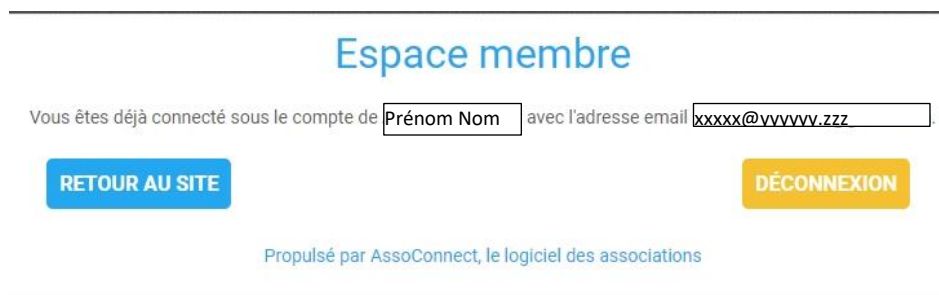 Espace membre
Vous êtes déjà connecté sous le compte de Prénom Nom avec l'adresse email xxxxx@yyyyyy.zzz.
RETOUR AU SITE
DÉCONNEXION
Propulsé par AssoConnect, le logiciel des associations